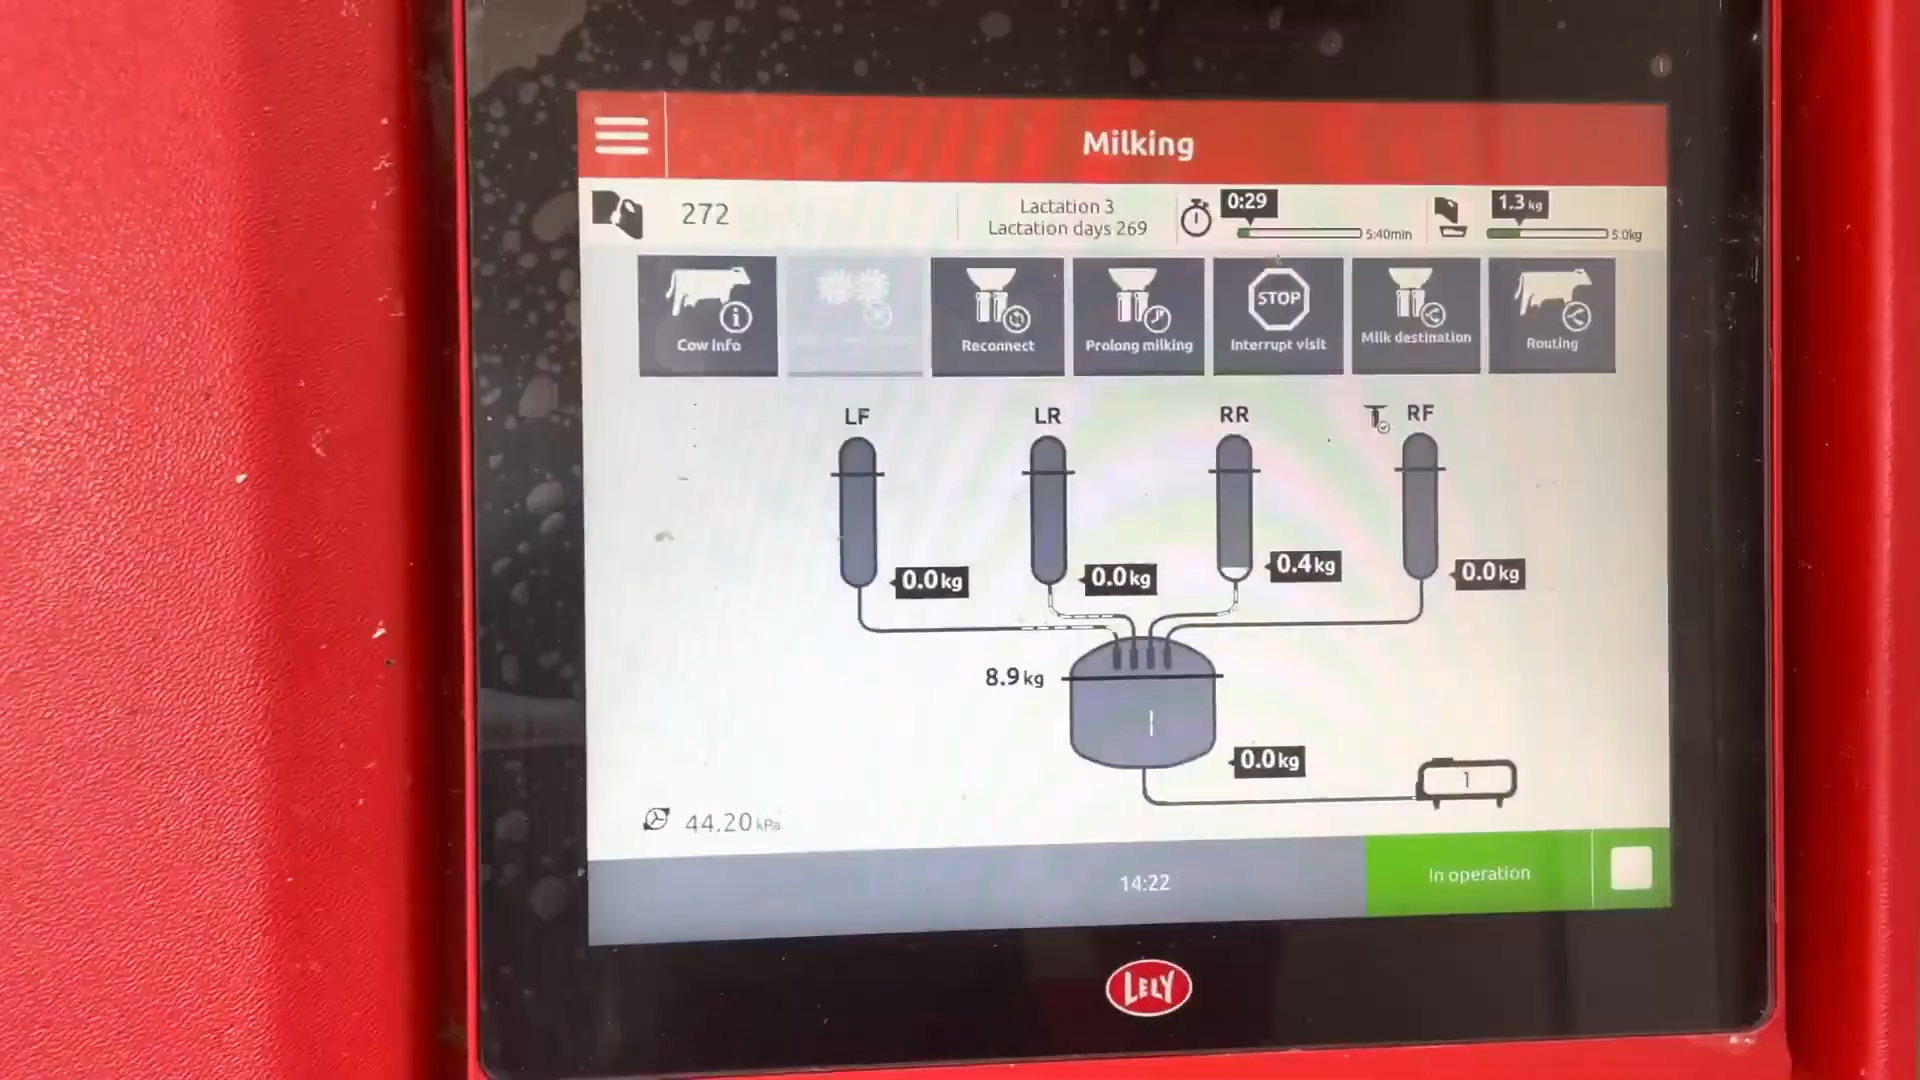 Milking
272
Lactation 3
Lactation days 269
0:29
5:40min
1.3 kg
5.0kg
Cow info
Reconnect
Prolong milking
STOP
Interrupt visit
Milk destination
Routing
LF
LR
RR
RF
0.0kg
0.0kg
0.4kg
0.0kg
8.9kg
0.0kg
1
44.20kPa
14:22
In operation
LELY